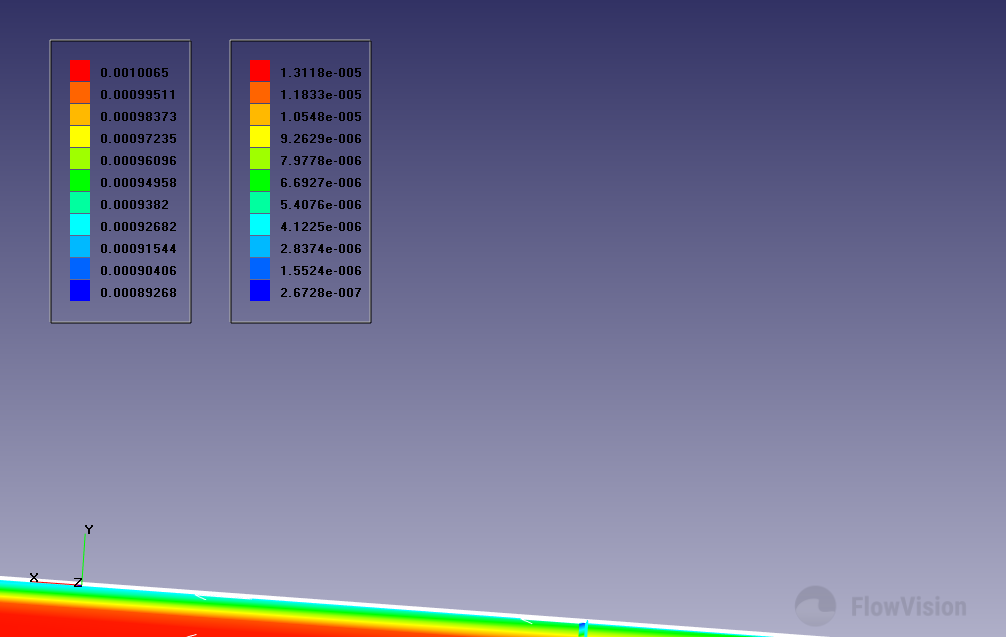 0.0010065
0.00099511
0.00098373
0.00097235
0.00096096
0.00094958
0.0009382
0.00092682
0.00091544
0.00090406
0.00089268
1.3118e-005
1.1833e-005
1.0548e-005
9.2629e-006
7.9778e-006
6.6927e-006
5.4076e-006
4.1225e-006
2.8374e-006
1.5524e-006
2.6728e-007
Y
X
Z
FlowVision